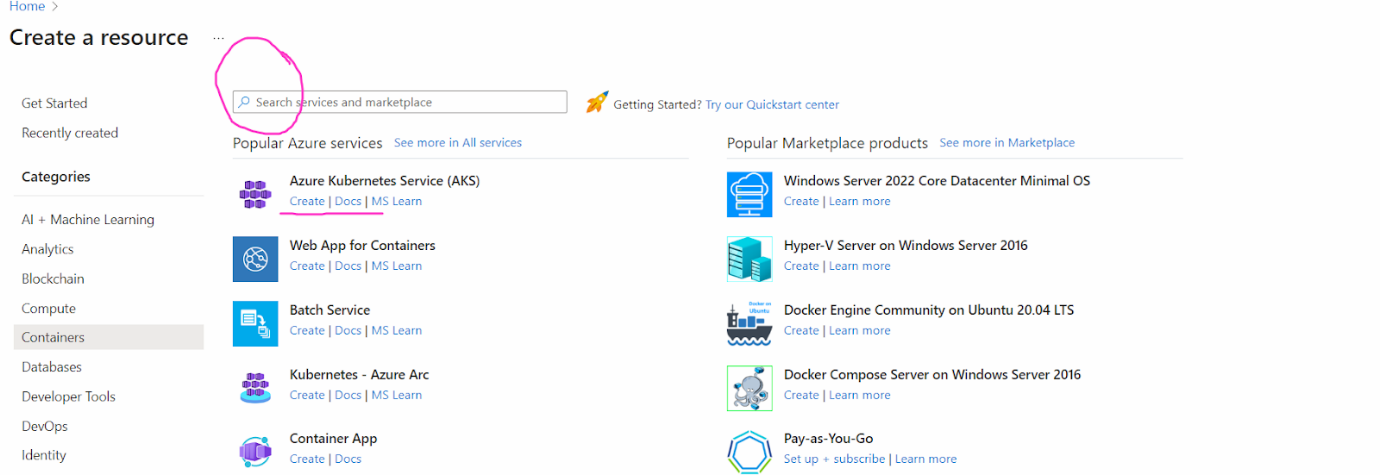 Home >
Create a resource ...
Get Started
Recently created
Categories
AI + Machine Learning
Analytics
Blockchain
Compute
Containers
Databases
Developer Tools
DevOps
Identity
Search services and marketplace
Getting Started? Try our Quickstart center
Popular Azure services See more in All services
Azure Kubernetes Service (AKS)
Create | Docs | MS Learn
Web App for Containers
Create | Docs | MS Learn
Batch Service
Create | Docs | MS Learn
Kubernetes - Azure Arc
Create | Docs | MS Learn
Container App
Create | Docs
Popular Marketplace products See more in Marketplace
Windows Server 2022 Core Datacenter Minimal OS
Create | Learn more
Hyper-V Server on Windows Server 2016
Create | Learn more
Docker on
Ubuntu
Docker Engine Community on Ubuntu 20.04 LTS
Create | Learn more
Docker Compose Server on Windows Server 2016
Create | Learn more
Pay-as-You-Go
Set up + subscribe | Learn more